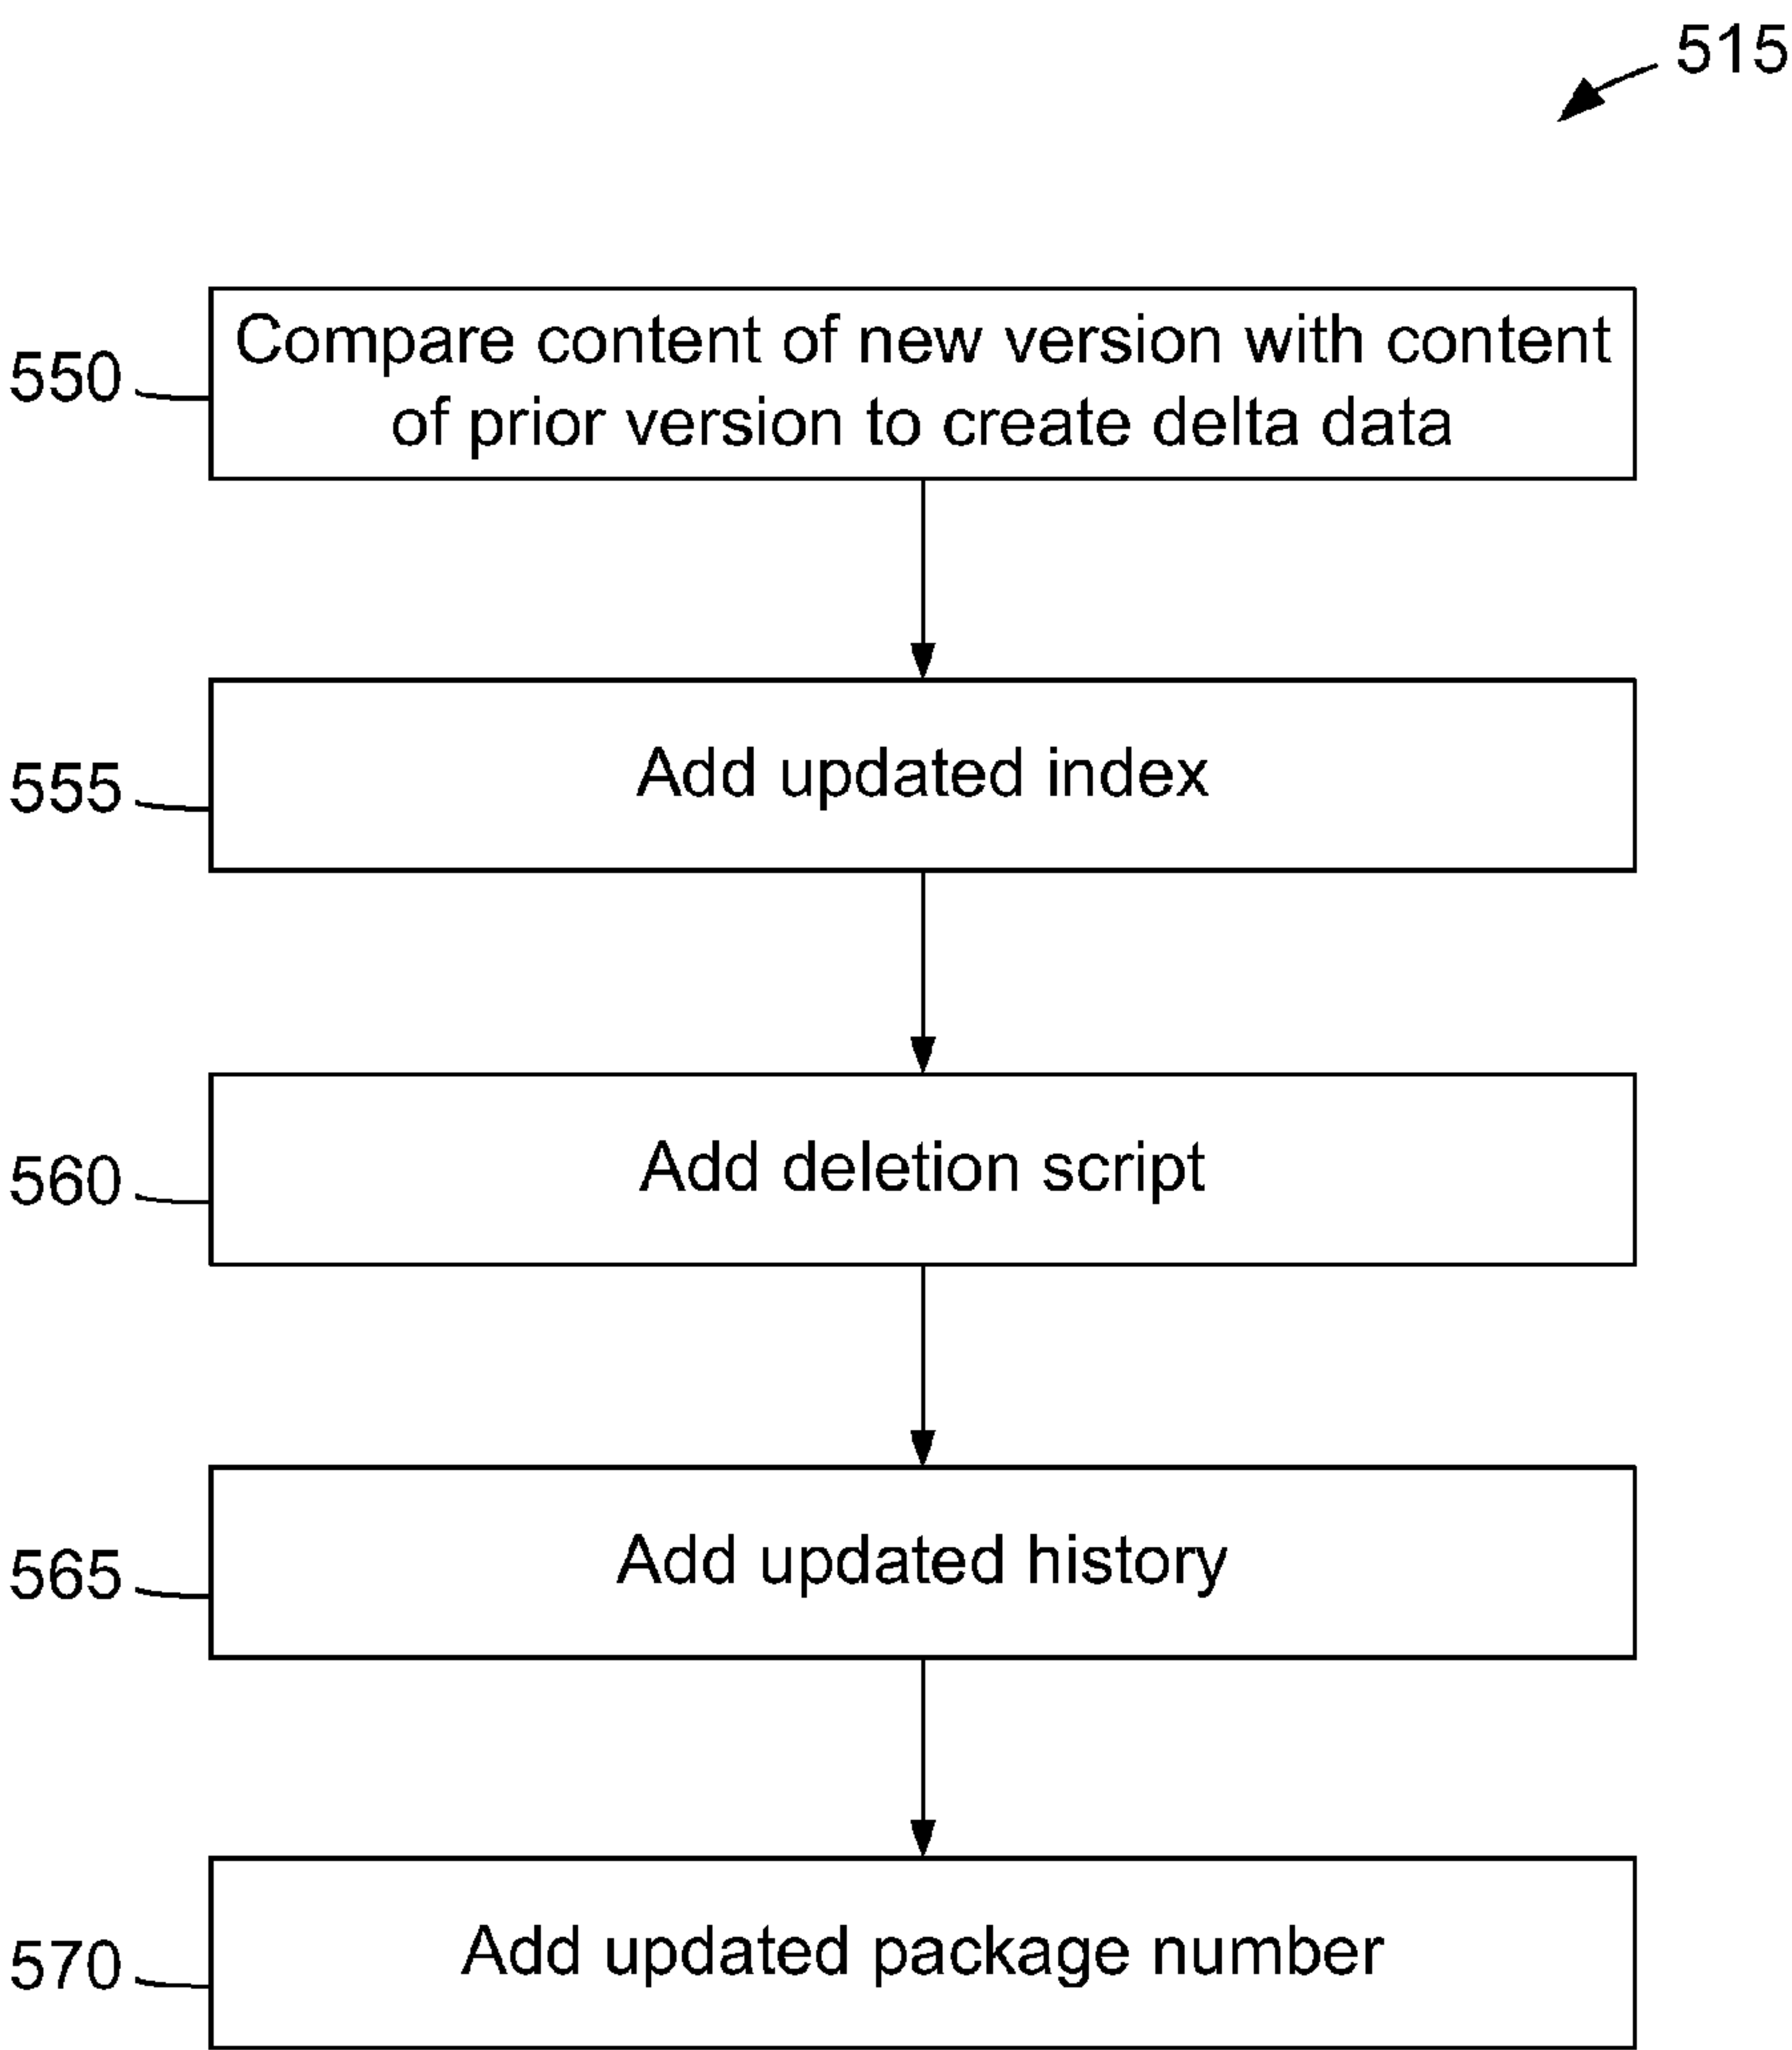 515
550
Compare content of new version with content
of prior version to create delta data
555
Add updated index
560
Add deletion script
565
Add updated history
570
Add updated package number